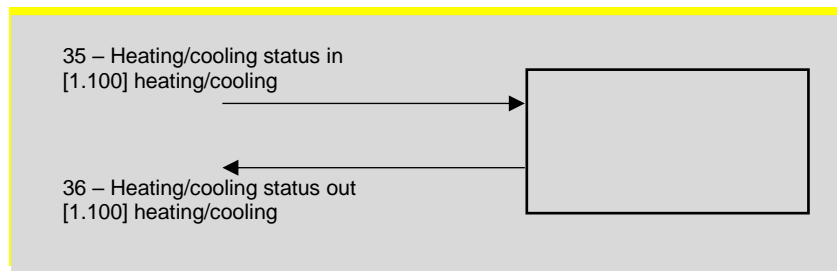 35 – Heating/cooling status in
[1.100] heating/cooling
36 – Heating/cooling status out
[1.100] heating/cooling